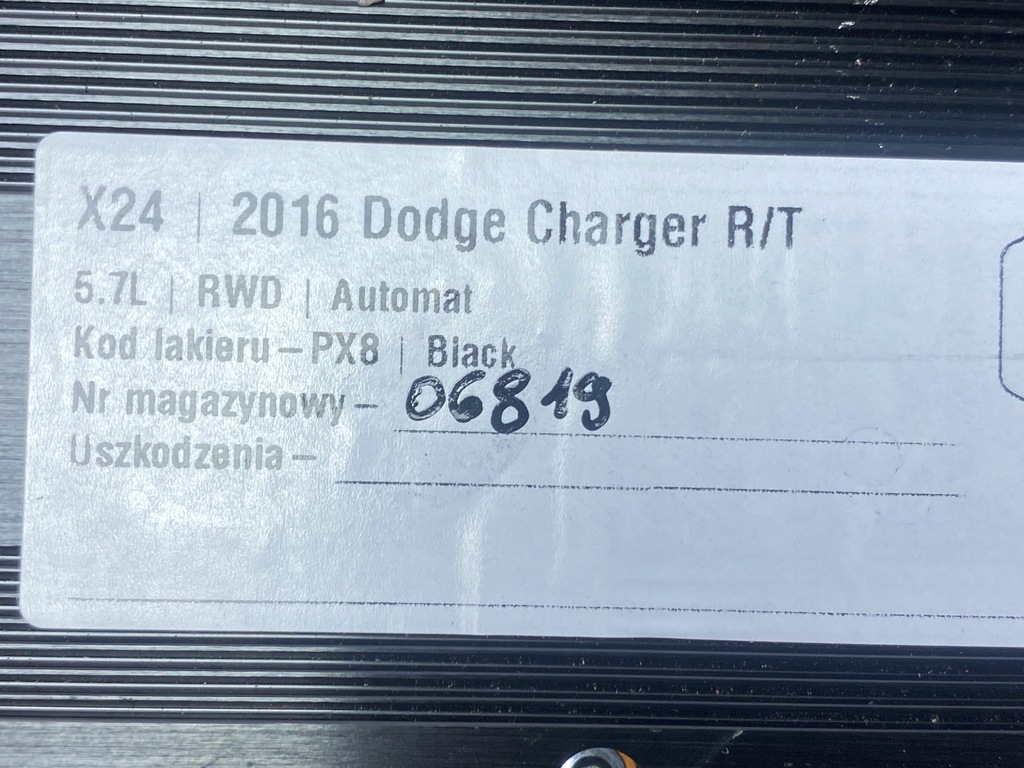 X24 | 2016 Dodge Charger R/T
5.7L | RWD | Automat
Kod lakieru – PX8 | Black
Nr magazynowy – 06819
Uszkodzenia –